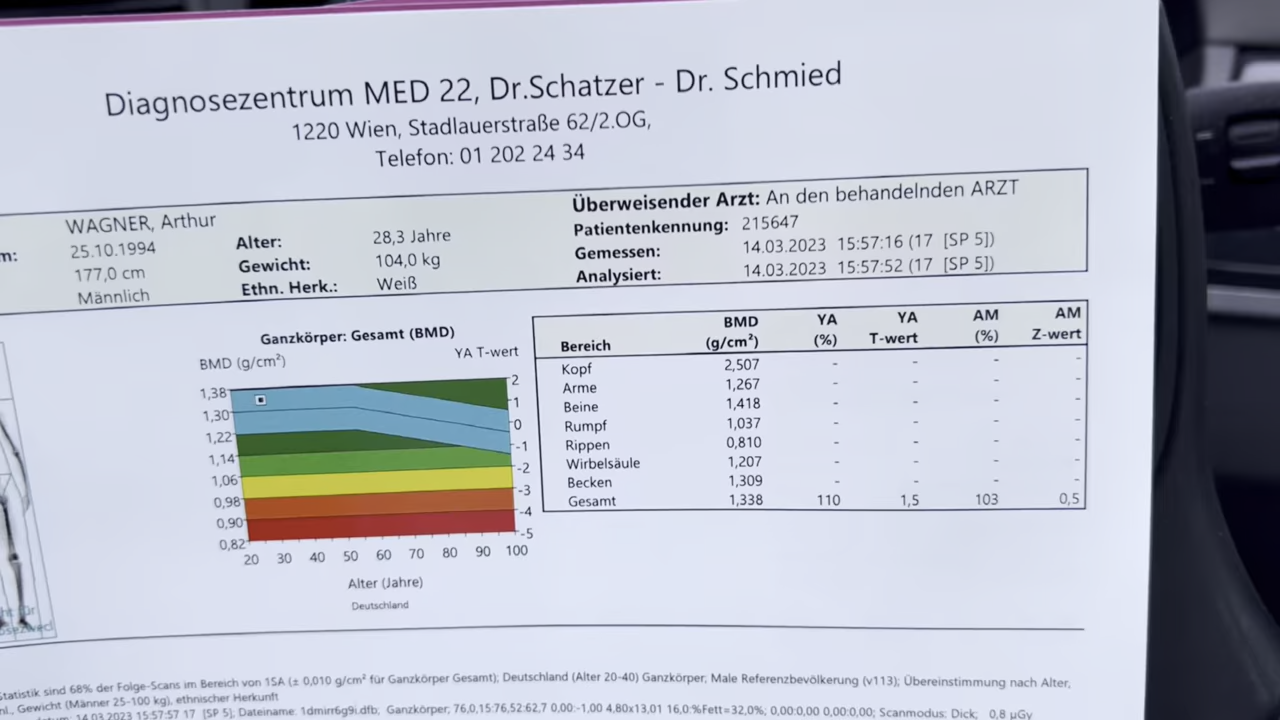 Diagnosezentrum MED 22, Dr.Schatzer - Dr. Schmied
1220 Wien, Stadlauerstraße 62/2.OG,
Telefon: 01 202 24 34
WAGNER, Arthur
m: 25.10.1994
177,0 cm
Männlich
Alter: 28,3 Jahre
Gewicht: 104,0 kg
Ethn. Herk.: Weiß
Überweisender Arzt: An den behandelnden ARZT
Patientenkennung: 215647
Gemessen: 14.03.2023 15:57:16 (17 [SP 5])
Analysiert: 14.03.2023 15:57:52 (17 [SP 5])
Ganzkörper: Gesamt (BMD)
BMD (g/cm²) YA T-wert
1,38 2
1,30 1
1,22 0
1,14 -1
1,06 -2
0,98 -3
0,90 -4
0,82 -5
20 30 40 50 60 70 80 90 100
Alter (Jahre)
Deutschland
BMD YA YA AM AM
Bereich (g/cm²) (%) T-wert (%) Z-wert
Kopf 2,507 - - - -
Arme 1,267 - - - -
Beine 1,418 - - - -
Rumpf 1,037 - - - -
Rippen 0,810 - - - -
Wirbelsäule 1,207 - - - -
Becken 1,309 - - - -
Gesamt 1,338 110 1,5 103 0,5
Statistik sind 68% der Folge-Scans im Bereich von 1SA (± 0,010 g/cm² für Ganzkörper Gesamt); Deutschland (Alter 20-40) Ganzkörper, Male Referenzbevölkerung (v113); Übereinstimmung nach Alter,
Gewicht (Männer 25-100 kg), ethnischer Herkunft
14.03.2023 15:57:57 17 [SP 5]; Dateiname: 1dmirr6g9i.dfb; Ganzkörper; 76,0:15:76,52:62,7 0,00:-1,00 4,80x13,01 16,0:%Fett=32,0%; 0,00:0,00 0,00:0,00; Scanmodus: Dick; 0,8 µGy